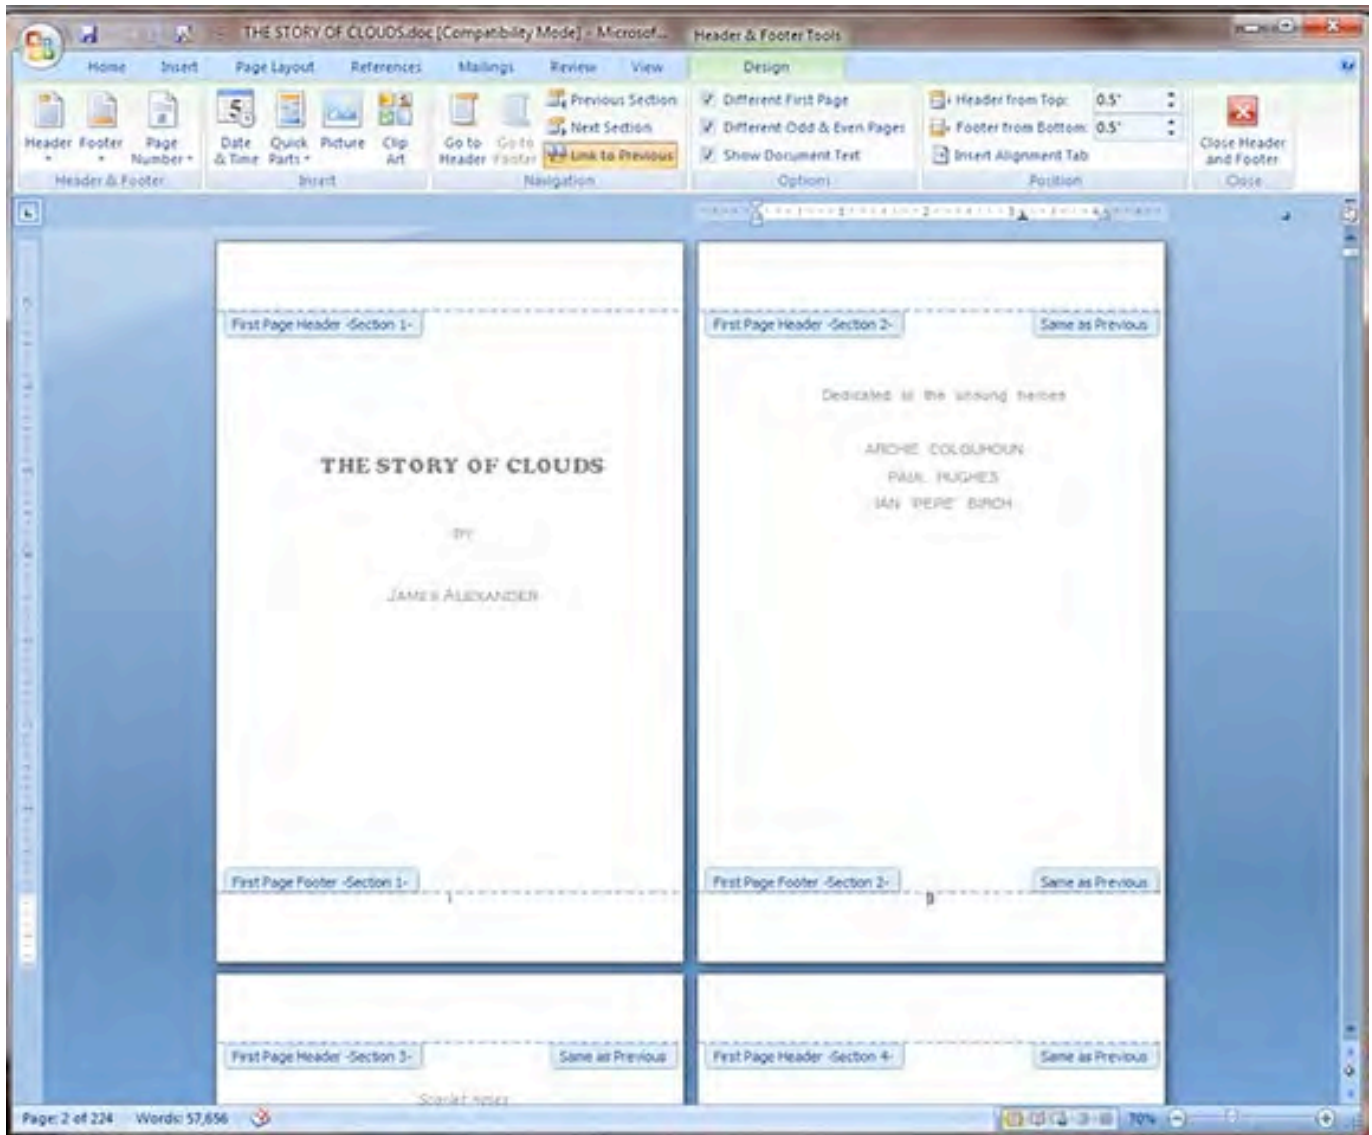 THE STORY OF CLOUDS.doc [Compatibility Mode] - Microsof...
Header & Footer Tools
Home Insert Page Layout References Mailings Review View Design
Header Footer Page Number
Date & Time Quick Parts Picture Clip Art
Go to Header Go to Footer
Previous Section
Next Section
Link to Previous
Different First Page
Different Odd & Even Pages
Show Document Text
Header from Top: 0.5"
Footer from Bottom: 0.5"
Insert Alignment Tab
Close Header and Footer
Header & Footer Insert Navigation Options Position Close
First Page Header -Section 1-
THE STORY OF CLOUDS
BY
JAMES ALEXANDER
First Page Footer -Section 1-
i
First Page Header -Section 2- Same as Previous
Dedicated to the unsung heroes
ARCHIE COLQUHOUN
PAUL HUGHES
IAN 'PEPE' BIRCH
First Page Footer -Section 2- Same as Previous
First Page Header -Section 3- Same as Previous
Scarlet notes
First Page Header -Section 4- Same as Previous
Page: 2 of 224 Words: 57,656 70%